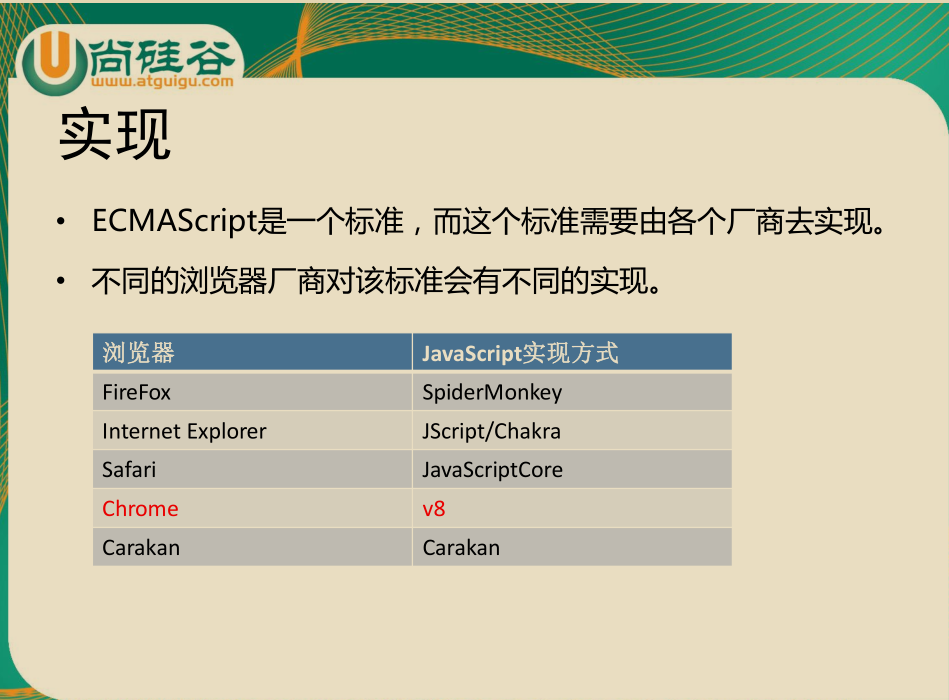 尚硅谷
www.atguigu.com
实现
• ECMAScript是一个标准，而这个标准需要由各个厂商去实现。
• 不同的浏览器厂商对该标准会有不同的实现。
浏览器 JavaScript实现方式
FireFox SpiderMonkey
Internet Explorer JScript/Chakra
Safari JavaScriptCore
Chrome v8
Carakan Carakan